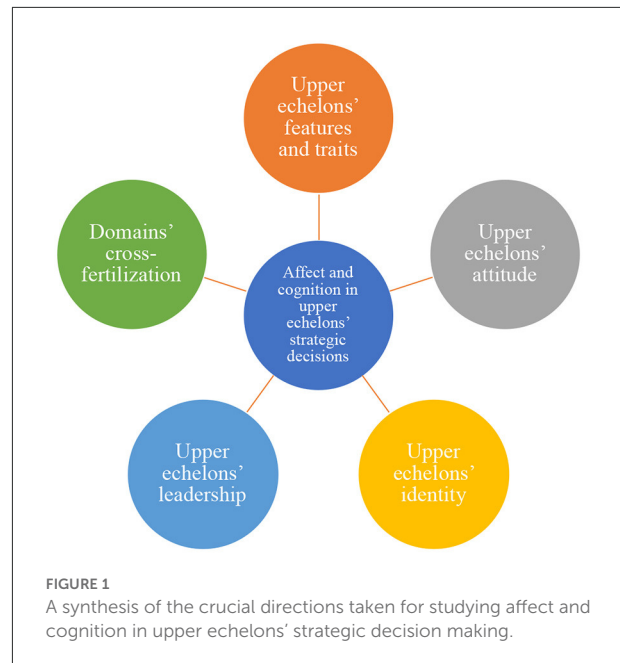 Upper
echelons'
features
and traits
Domains'
cross-
fertilization
Upper
echelons'
attitude
Affect and
cognition in
upper
echelons'
strategic
decisions
Upper
echelons'
leadership
Upper
echelons'
identity
FIGURE 1
A synthesis of the crucial directions taken for studying affect and
cognition in upper echelons' strategic decision making.